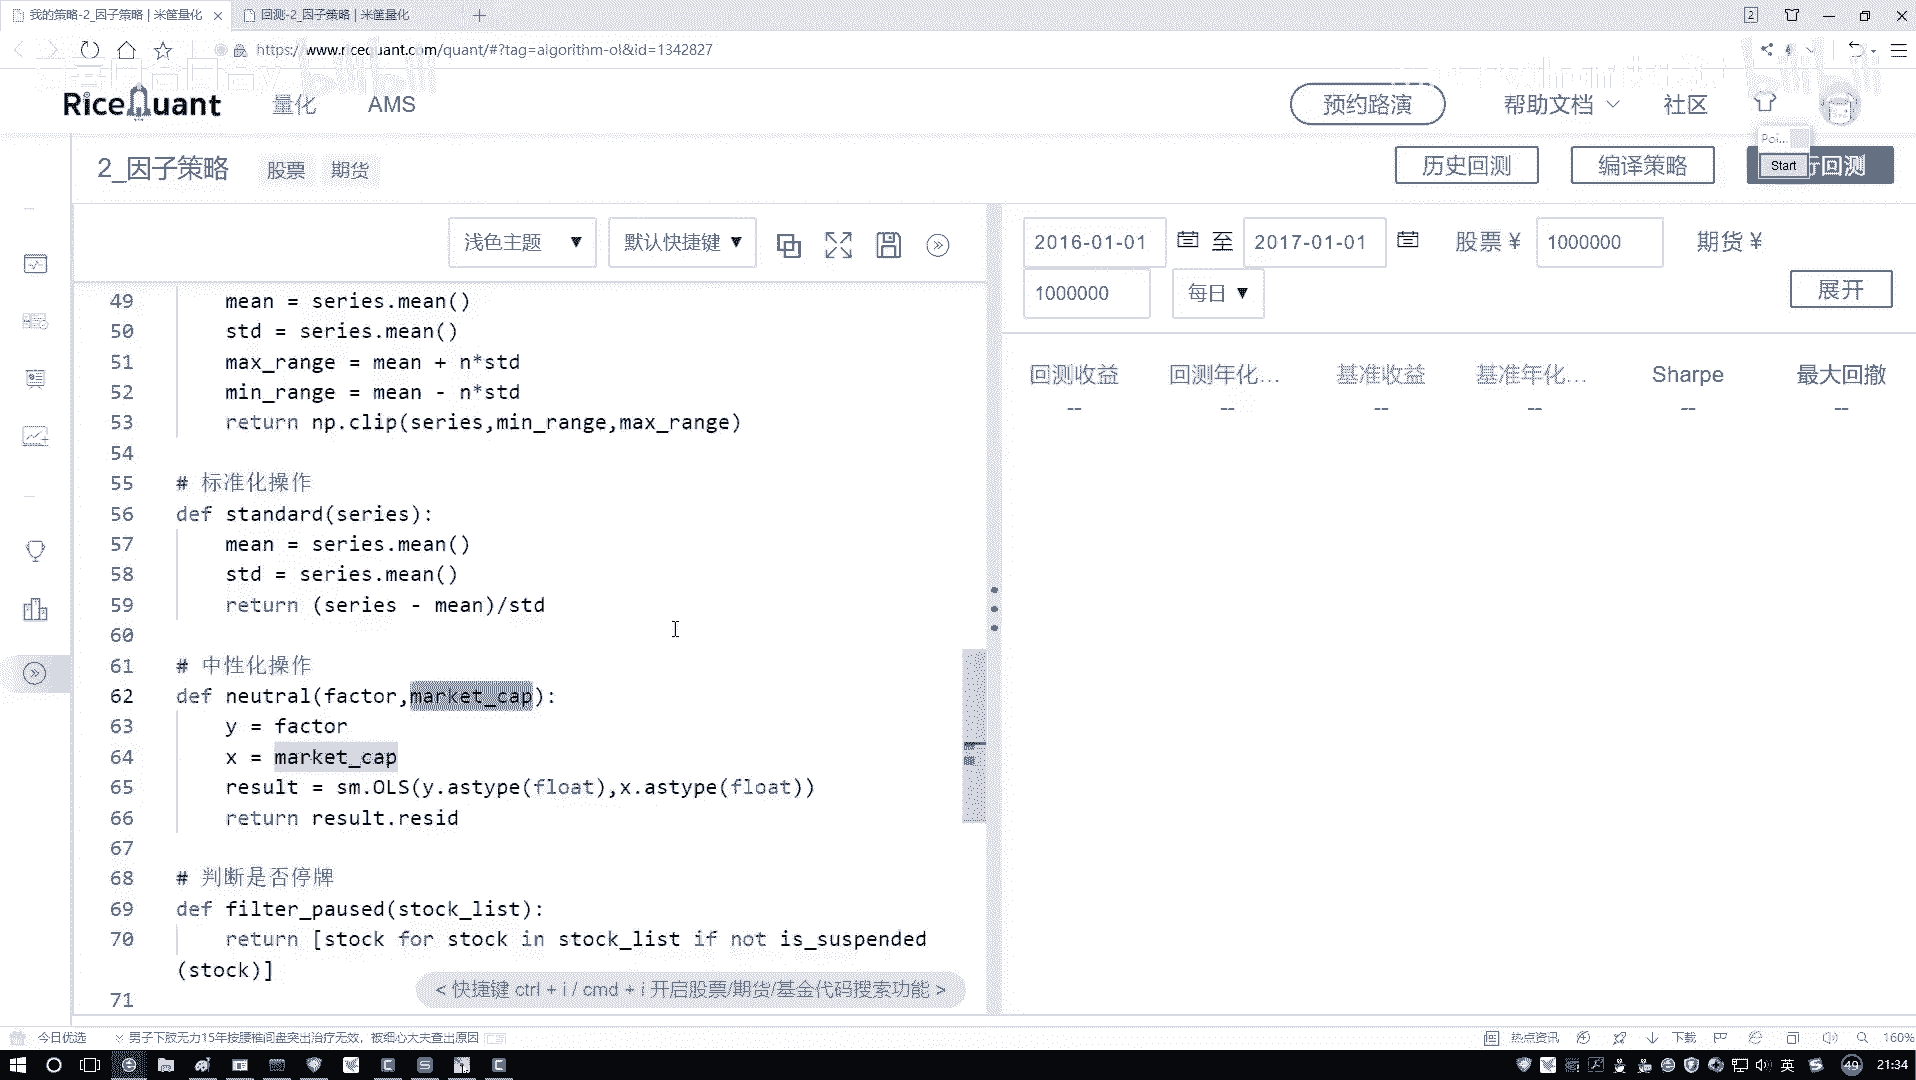 我的策略-2_因子策略 | 米筐量化
回测-2_因子策略 | 米筐量化
2
https://www.ricequant.com/quant/#?tag=algorithm-ol&id=1342827
RiceQuant
量化
AMS
预约路演
帮助文档
社区
Poi...
Start
2_因子策略
股票
期货
历史回测
编译策略
行回测
浅色主题 ▼
默认快捷键 ▼
2016-01-01
至
2017-01-01
股票 ¥
1000000
期货 ¥
1000000
每日 ▼
展开
回测收益
回测年化...
基准收益
基准年化...
Sharpe
最大回撤
--
--
--
--
--
--
49 mean = series.mean()
50 std = series.mean()
51 max_range = mean + n*std
52 min_range = mean - n*std
53 return np.clip(series,min_range,max_range)
54
55 # 标准化操作
56 def standard(series):
57 mean = series.mean()
58 std = series.mean()
59 return (series - mean)/std
60
61 # 中性化操作
62 def neutral(factor,market_cap):
63 y = factor
64 x = market_cap
65 result = sm.OLS(y.astype(float),x.astype(float))
66 return result.resid
67
68 # 判断是否停牌
69 def filter_paused(stock_list):
70 return [stock for stock in stock_list if not is_suspended
(stock)]
71
< 快捷键 ctrl + i / cmd + i 开启股票/期货/基金代码搜索功能 >
今日优选
男子下肢无力15年按腰椎间盘突出治疗无效，被细心大夫查出原因
热点资讯
下载
160%
英
49
21:34